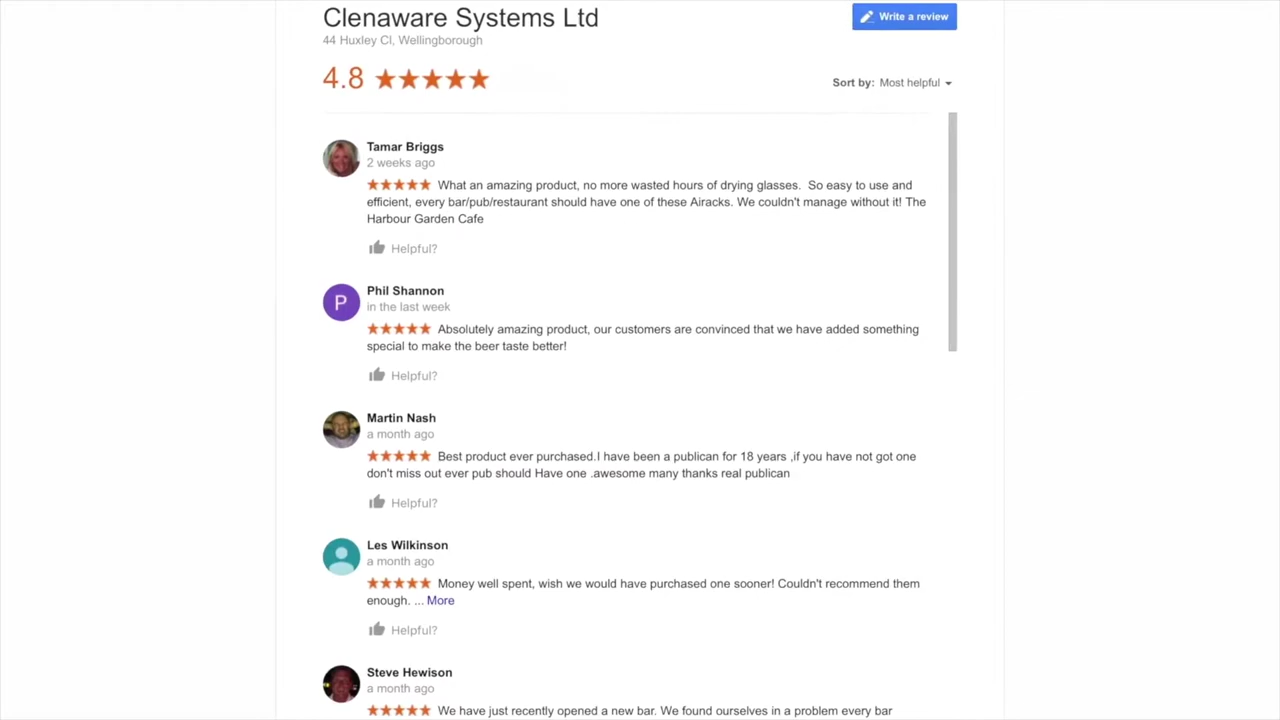 Clenaware Systems Ltd
Write a review
44 Huxley Cl, Wellingborough
4.8
Sort by: Most helpful
Tamar Briggs
2 weeks ago
What an amazing product, no more wasted hours of drying glasses.  So easy to use and
efficient, every bar/pub/restaurant should have one of these Airacks. We couldn't manage without it! The
Harbour Garden Cafe
Helpful?
P
Phil Shannon
in the last week
Absolutely amazing product, our customers are convinced that we have added something
special to make the beer taste better!
Helpful?
Martin Nash
a month ago
Best product ever purchased.I have been a publican for 18 years ,if you have not got one
don't miss out ever pub should Have one .awesome many thanks real publican
Helpful?
Les Wilkinson
a month ago
Money well spent, wish we would have purchased one sooner! Couldn't recommend them
enough. ... More
Helpful?
Steve Hewison
a month ago
We have just recently opened a new bar. We found ourselves in a problem every bar